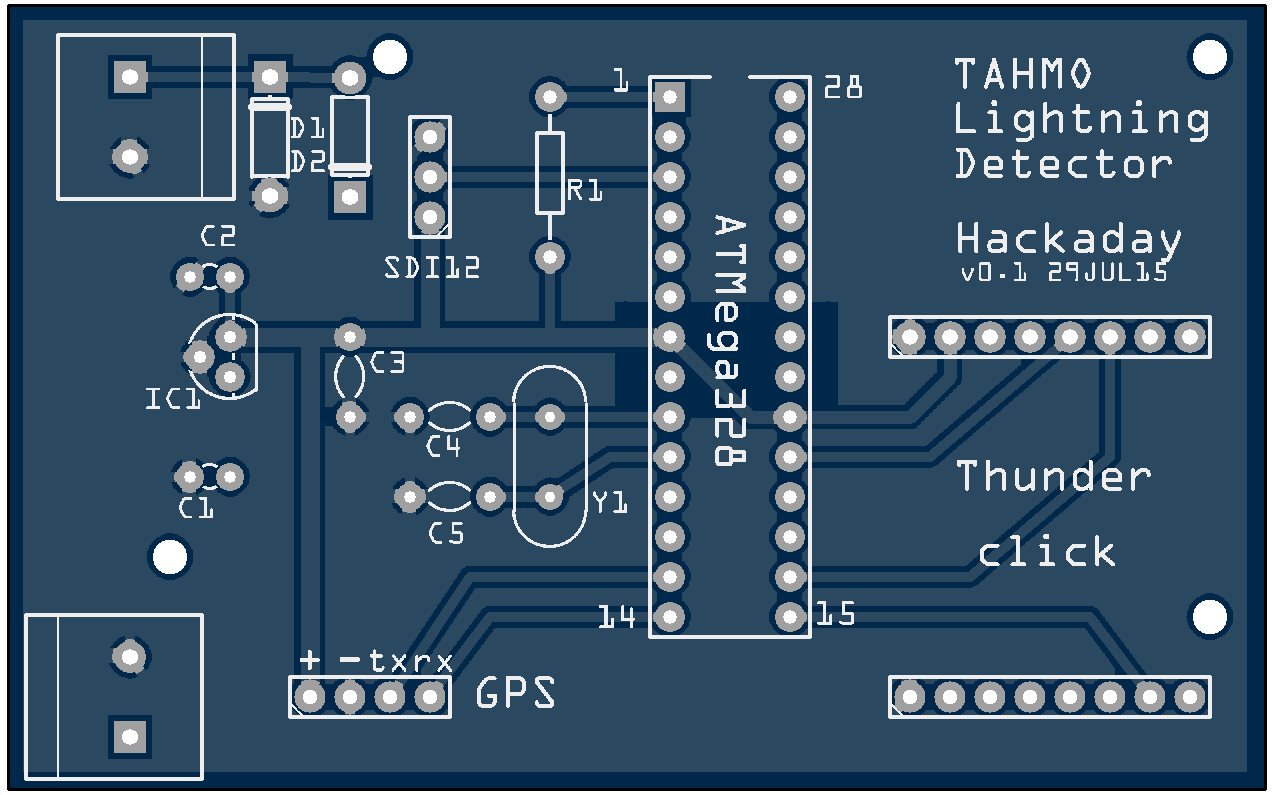 TAHMO
Lightning
Detector
Hackaday
v0.1 29JUL15
1
28
D1
D2
R1
C2
SDI12
ATMega328
C3
IC1
C4
C1
C5
Y1
Thunder
click
14
15
+ -txrx
GPS